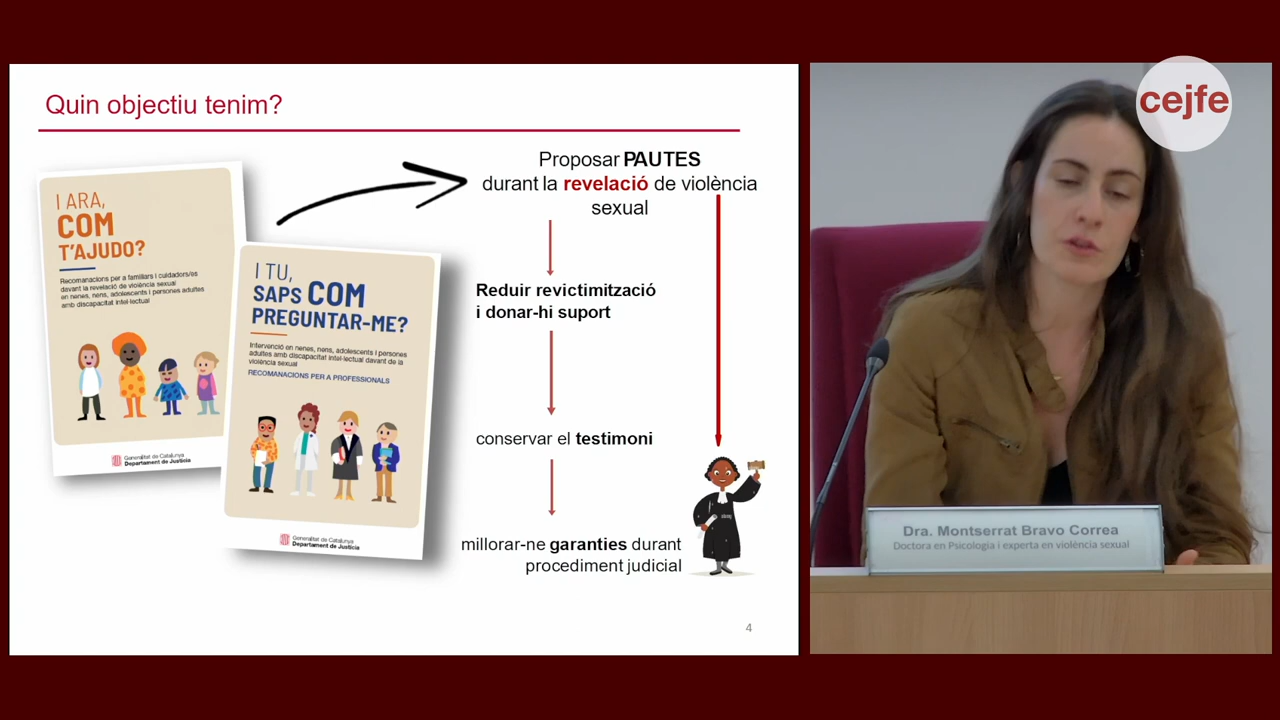 Quin objectiu tenim?
I ARA,
COM
T'AJUDO?
Recomanacions per a familiars i cuidadors/es
davant la revelació de violència sexual
en nenes, nens, adolescents i persones adultes
amb discapacitat intel·lectual
Generalitat de Catalunya
Departament de Justícia
I TU,
SAPS COM
PREGUNTAR-ME?
Intervenció en nenes, nens, adolescents i persones
adultes amb discapacitat intel·lectual davant de la
violència sexual
RECOMANACIONS PER A PROFESSIONALS
Generalitat de Catalunya
Departament de Justícia
Proposar PAUTES
durant la revelació de violència
sexual
Reduir revictimització
i donar-hi suport
conservar el testimoni
millorar-ne garanties durant
procediment judicial
4
cejfe
Dra. Montserrat Bravo Correa
Doctora en Psicologia i experta en violència sexual